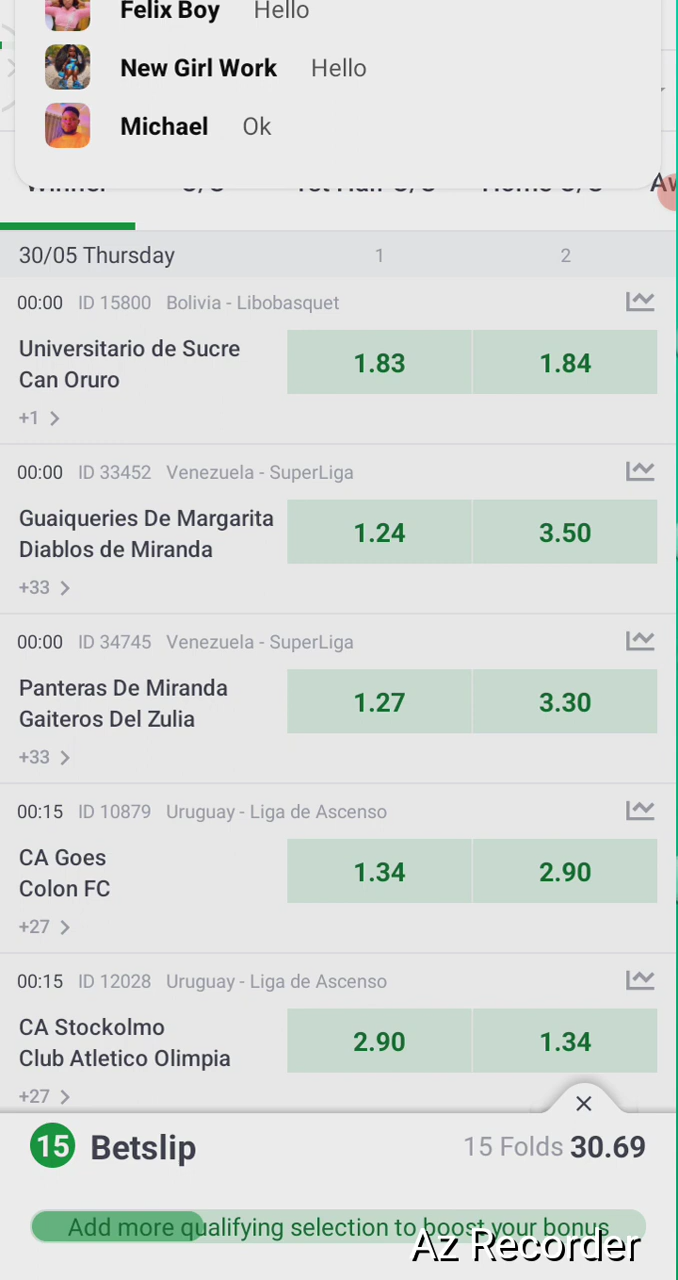 Felix Boy Hello
New Girl Work Hello
Michael Ok
30/05 Thursday 1 2
00:00 ID 15800 Bolivia - Libobasquet
Universitario de Sucre 1.83 1.84
Can Oruro
+1
00:00 ID 33452 Venezuela - SuperLiga
Guaiqueries De Margarita 1.24 3.50
Diablos de Miranda
+33
00:00 ID 34745 Venezuela - SuperLiga
Panteras De Miranda 1.27 3.30
Gaiteros Del Zulia
+33
00:15 ID 10879 Uruguay - Liga de Ascenso
CA Goes 1.34 2.90
Colon FC
+27
00:15 ID 12028 Uruguay - Liga de Ascenso
CA Stockolmo 2.90 1.34
Club Atletico Olimpia
+27
15 Betslip 15 Folds 30.69
Add more qualifying selection to boost your bonus
Az Recorder